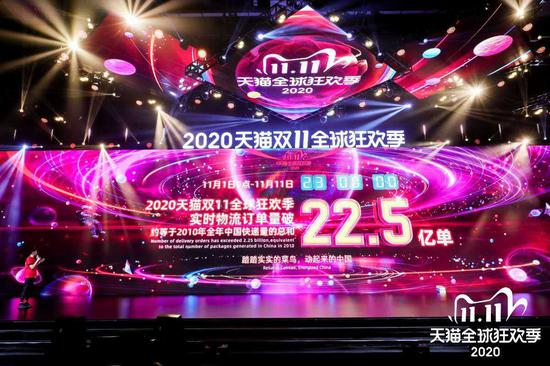 11.11
天猫全球狂欢季
2020
2020天猫双11全球狂欢季
11月1日0点-11月11日
23:08:00
2020天猫双11全球狂欢季
实时物流订单量破
约等于2010年全年中国快递量的总和
22.5
亿单
Number of delivery orders has exceeded 2.25 billion,equivalent
to the total number of packages generated in China in 2010
踏踏实实的菜鸟，动起来的中国
11.11
天猫全球狂欢季
2020